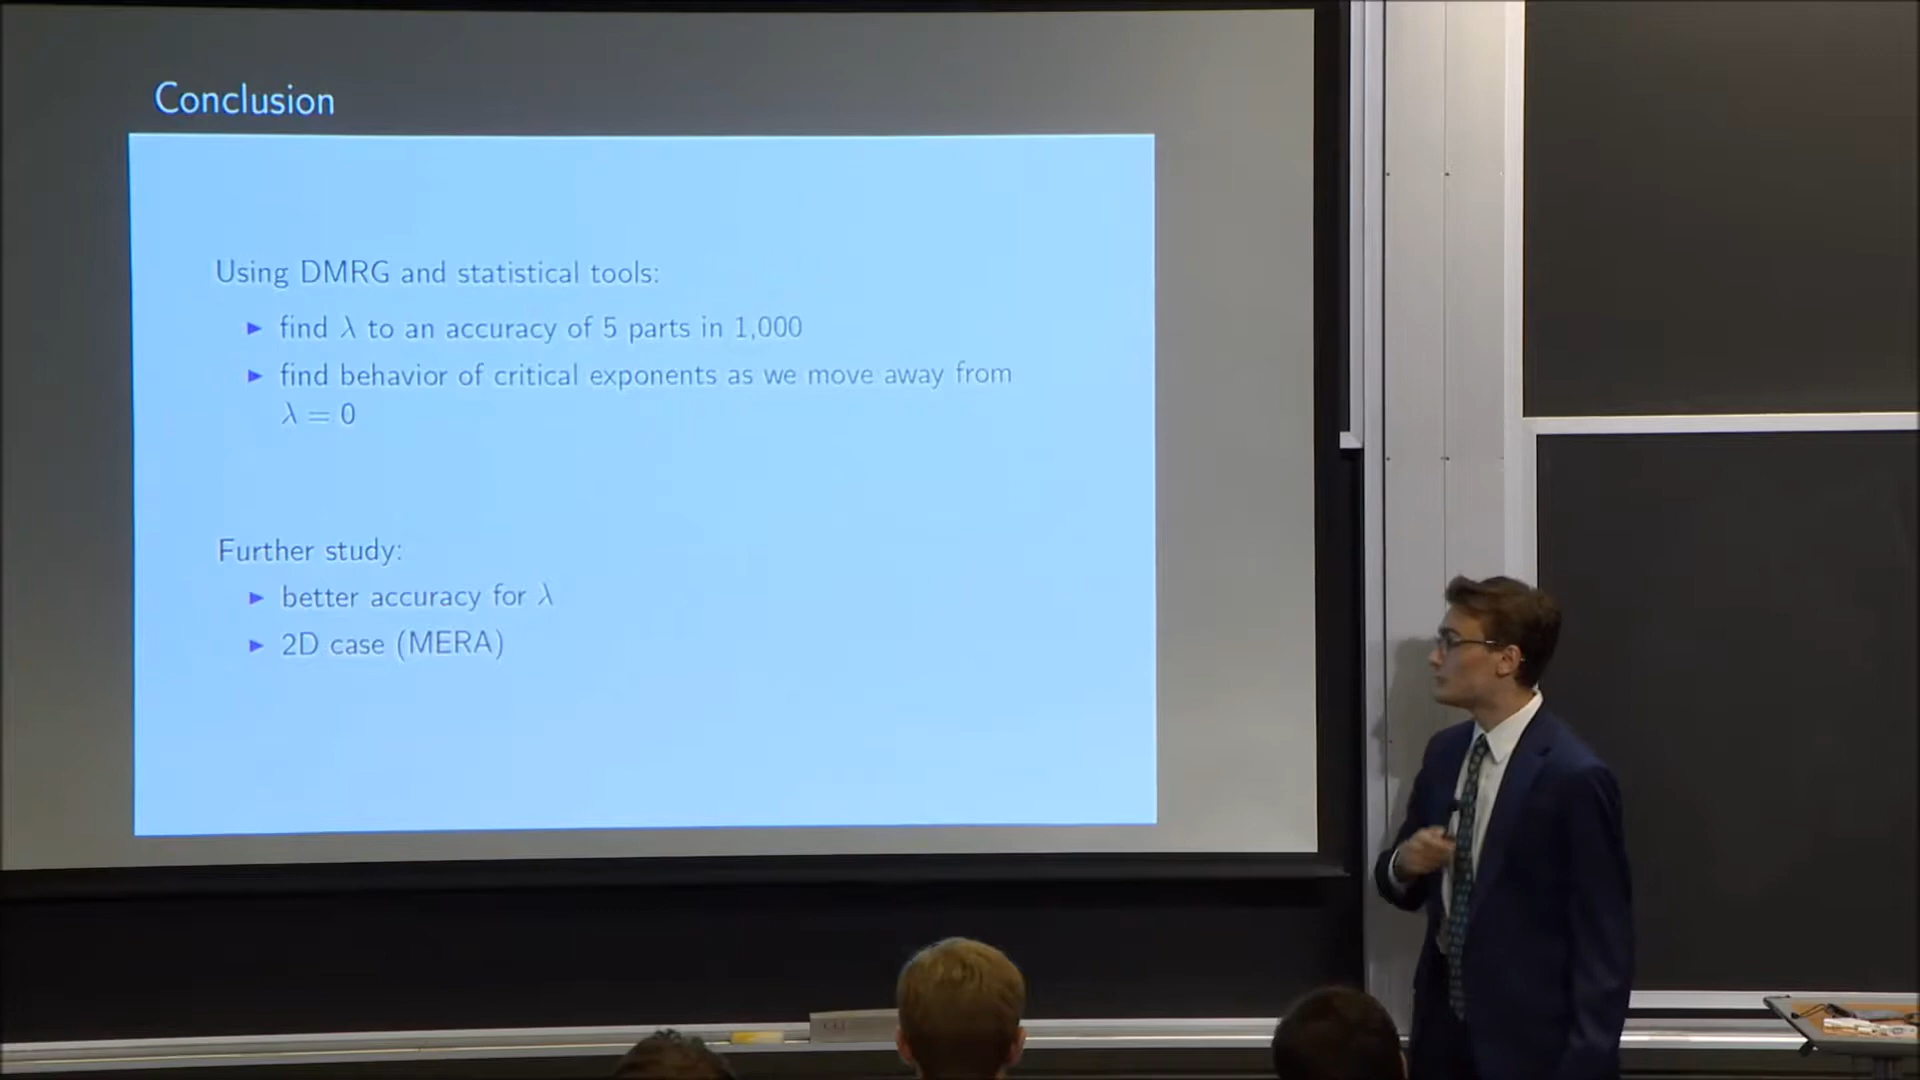 Conclusion
Using DMRG and statistical tools:
► find λ to an accuracy of 5 parts in 1,000
► find behavior of critical exponents as we move away from
λ = 0
Further study:
► better accuracy for λ
► 2D case (MERA)